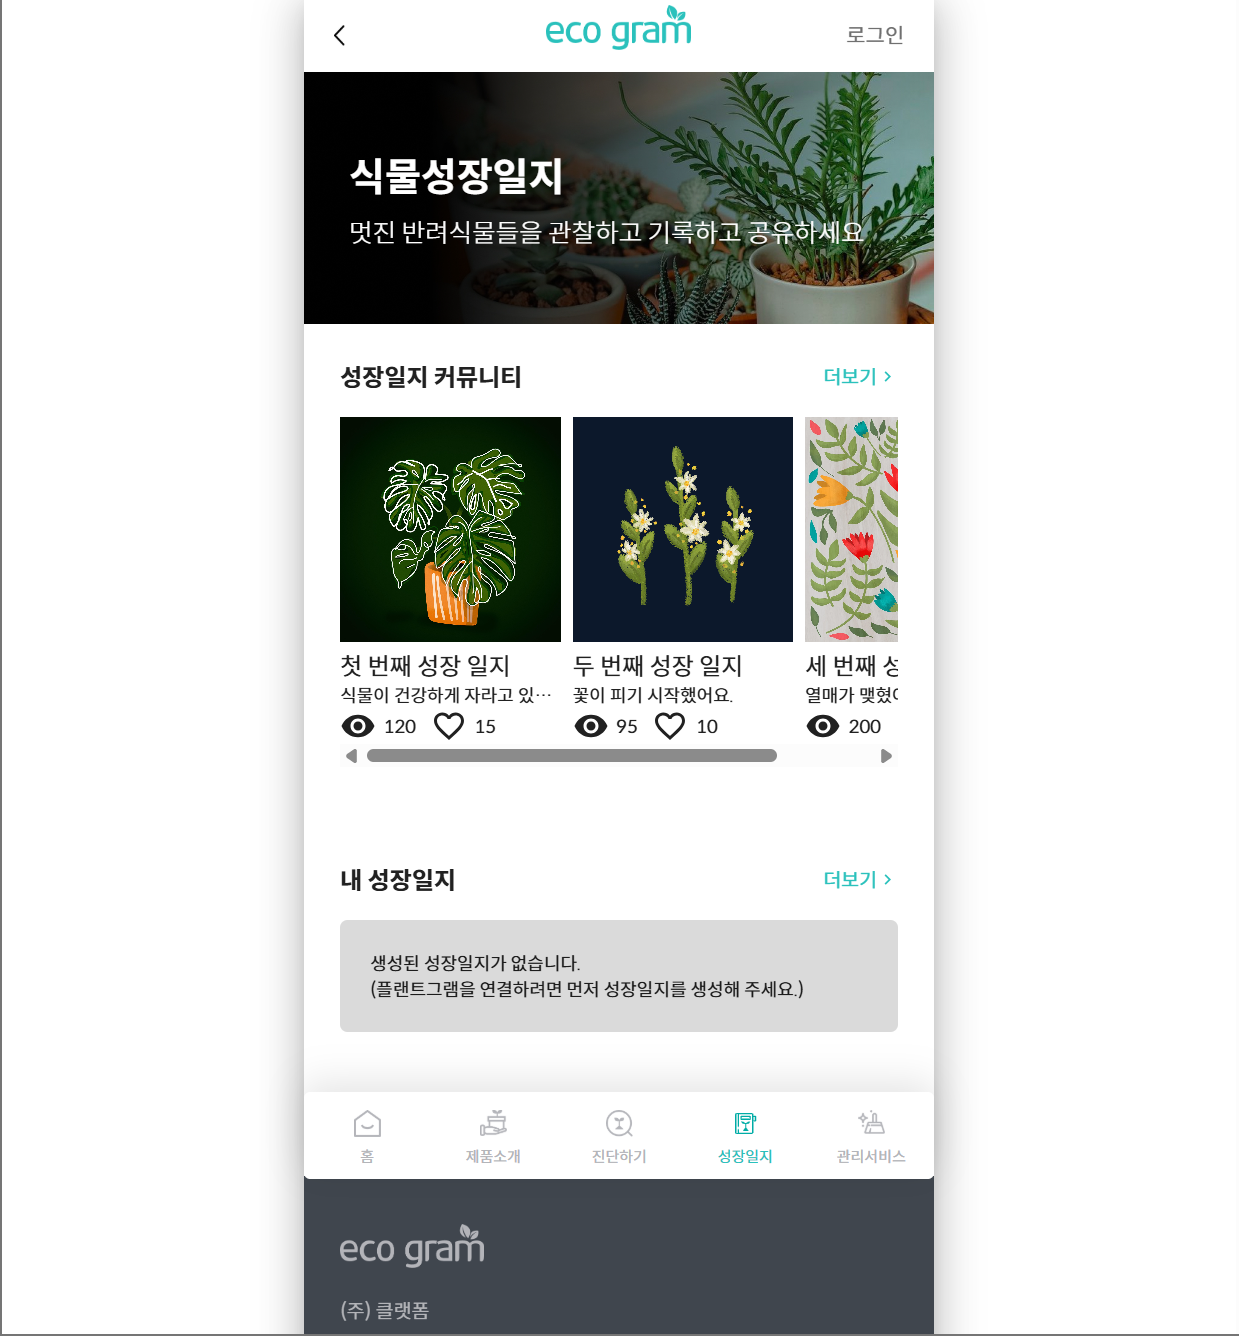 eco gram
로그인
식물성장일지
멋진 반려식물들을 관찰하고 기록하고 공유하세요
성장일지 커뮤니티
더보기 >
첫 번째 성장 일지
두 번째 성장 일지
세 번째 성
식물이 건강하게 자라고 있…
꽃이 피기 시작했어요.
열매가 맺혔
120
15
95
10
200
내 성장일지
더보기 >
생성된 성장일지가 없습니다.
(플랜트그램을 연결하려면 먼저 성장일지를 생성해 주세요.)
홈
제품소개
진단하기
성장일지
관리서비스
eco gram
(주) 클랫폼